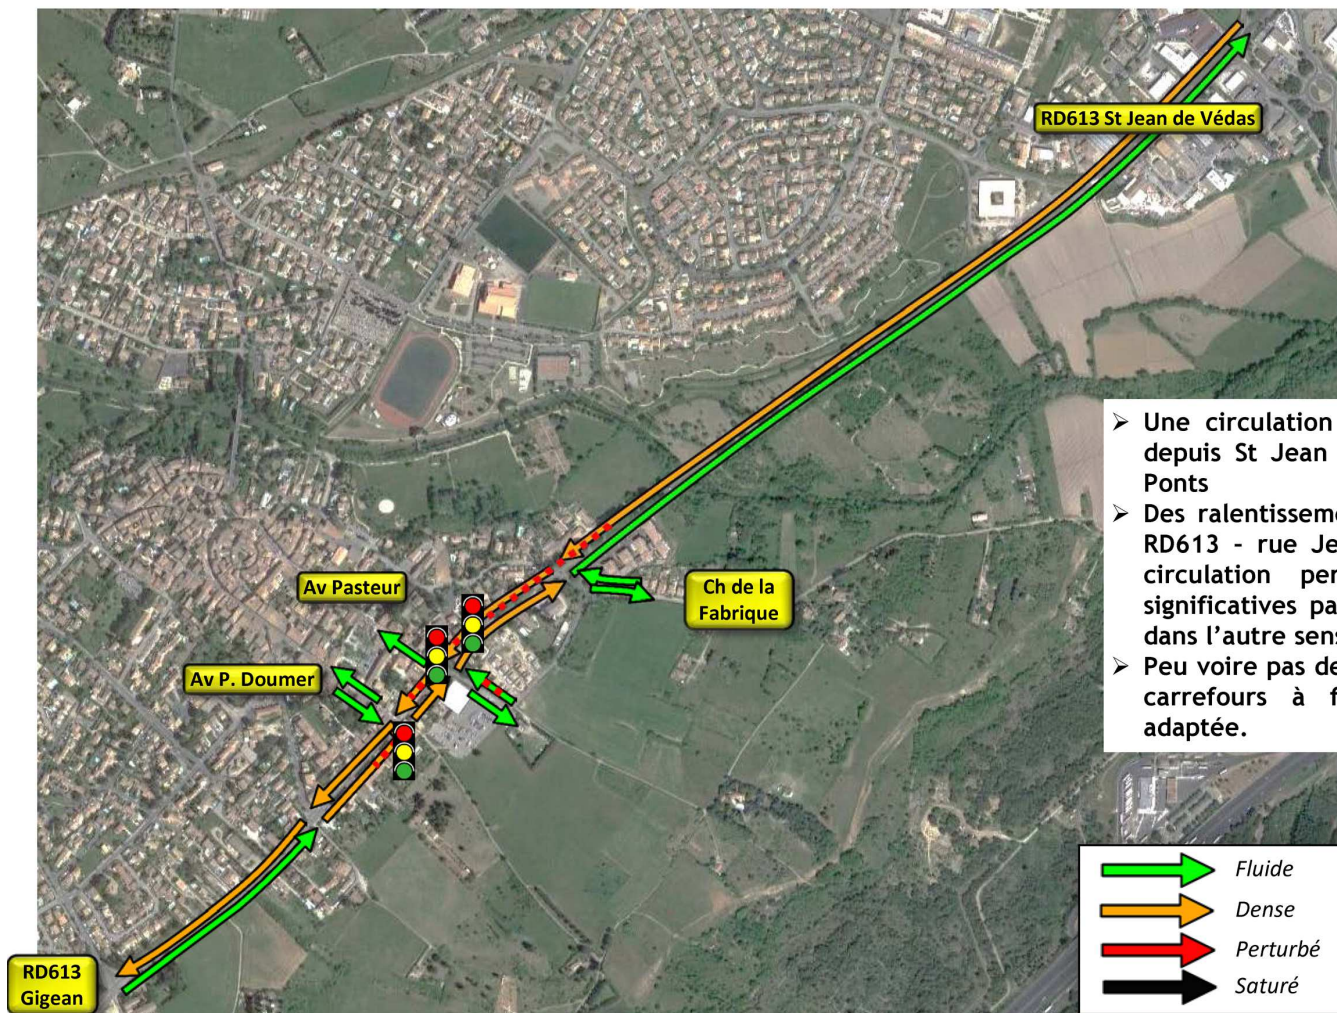 RD613 St Jean de Védas
Av Pasteur
Ch de la
Fabrique
Av P. Doumer
RD613
Gigean
➢ Une circulation
depuis St Jean
Ponts
➢ Des ralentisseme
RD613 - rue Je
circulation per
significatives pa
dans l’autre sens
➢ Peu voire pas de
carrefours à f
adaptée.
Fluide
Dense
Perturbé
Saturé